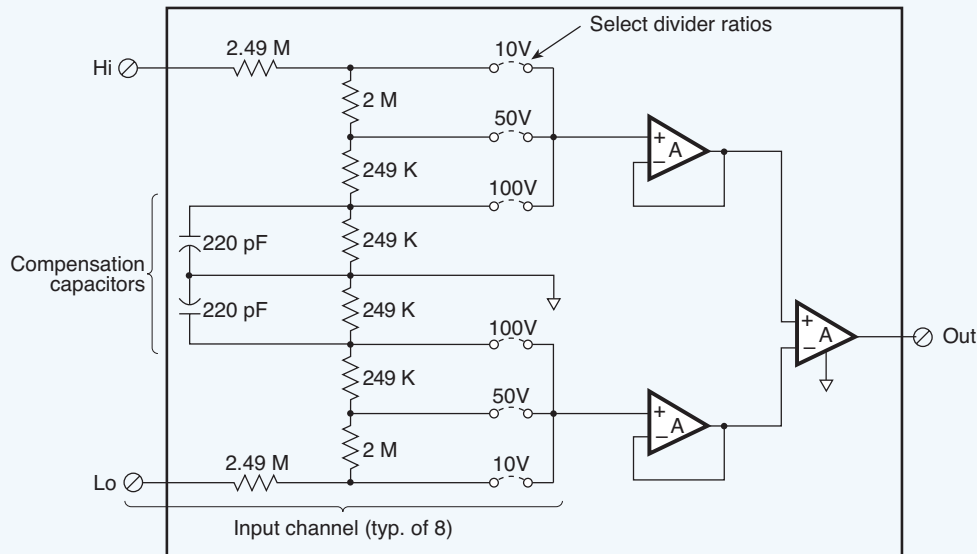 Select divider ratios
2.49 M
10V
Hi
2 M
50V
+
A
−
249 K
100V
220 pF
249 K
Compensation
capacitors
220 pF
249 K
100V
+
A
−
Out
249 K
50V
+
A
−
2 M
2.49 M
10V
Lo
Input channel (typ. of 8)